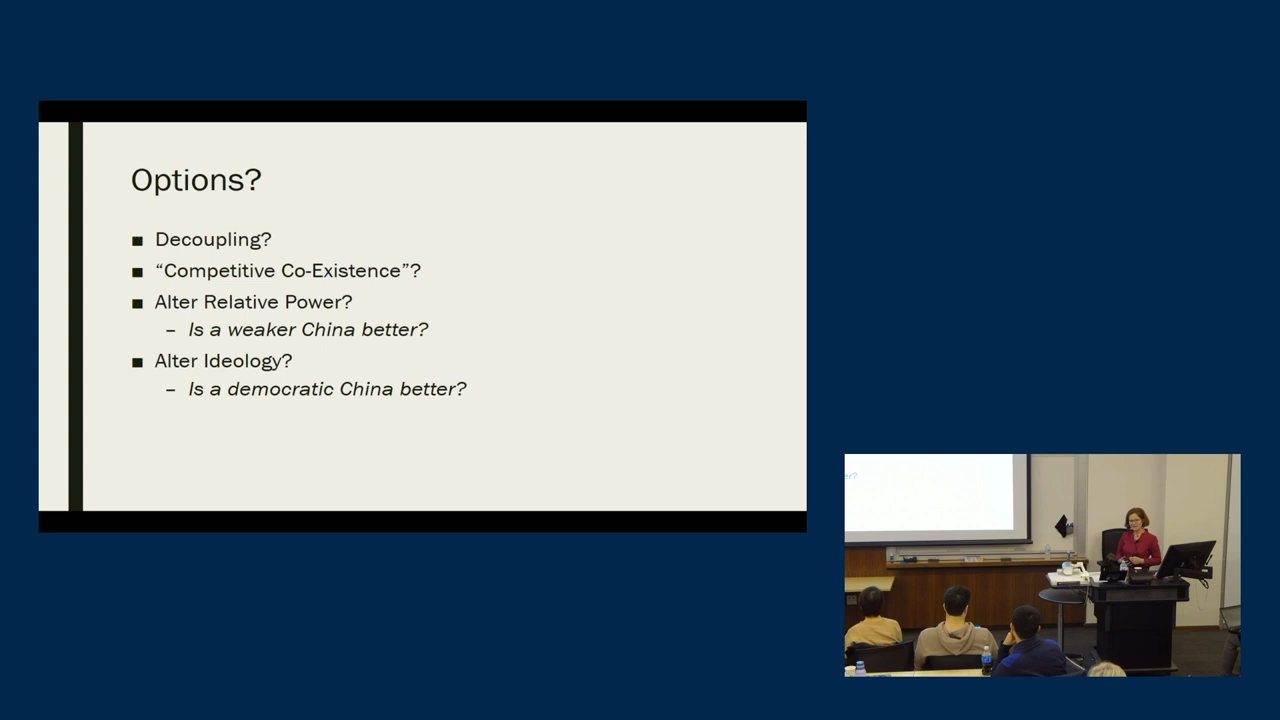 Options?
■ Decoupling?
■ “Competitive Co-Existence”?
■ Alter Relative Power?
– Is a weaker China better?
■ Alter Ideology?
– Is a democratic China better?